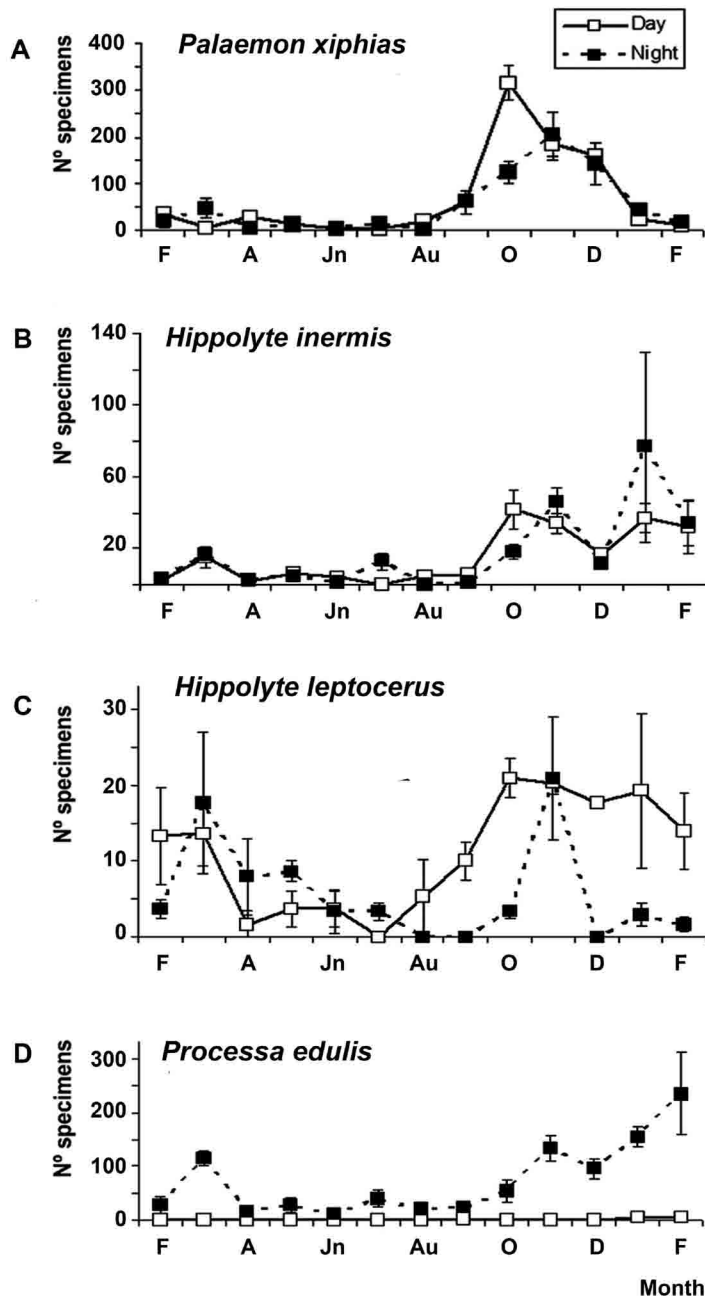 A
Palaemon xiphias
Day
Night
Nº specimens
400
300
200
100
0
F A Jn Au O D F
B
Hippolyte inermis
Nº specimens
140
100
60
20
F A Jn Au O D F
C
Hippolyte leptocerus
Nº specimens
30
20
10
0
F A Jn Au O D F
D
Processa edulis
Nº specimens
300
200
100
0
F A Jn Au O D F
Month